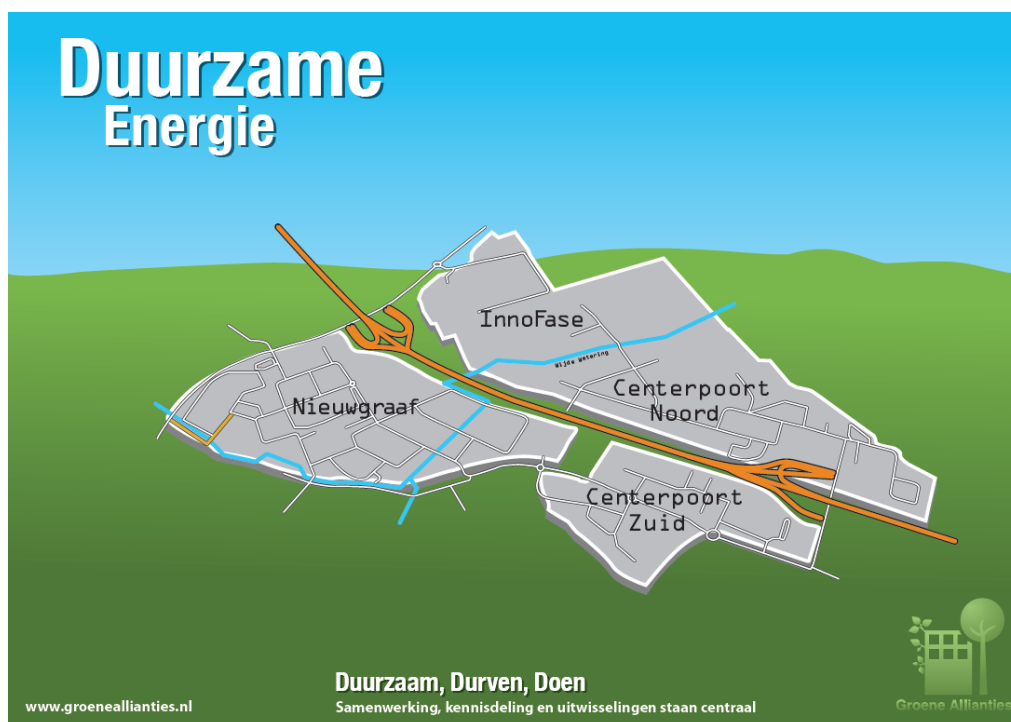 Duurzame
Energie
InnoFase
Wijde Wetering
Centerpoort
Noord
Nieuwgraaf
Centerpoort
Zuid
Duurzaam, Durven, Doen
www.groenealllianties.nl
Samenwerking, kennisdeling en uitwisselingen staan centraal
Groene Allianties